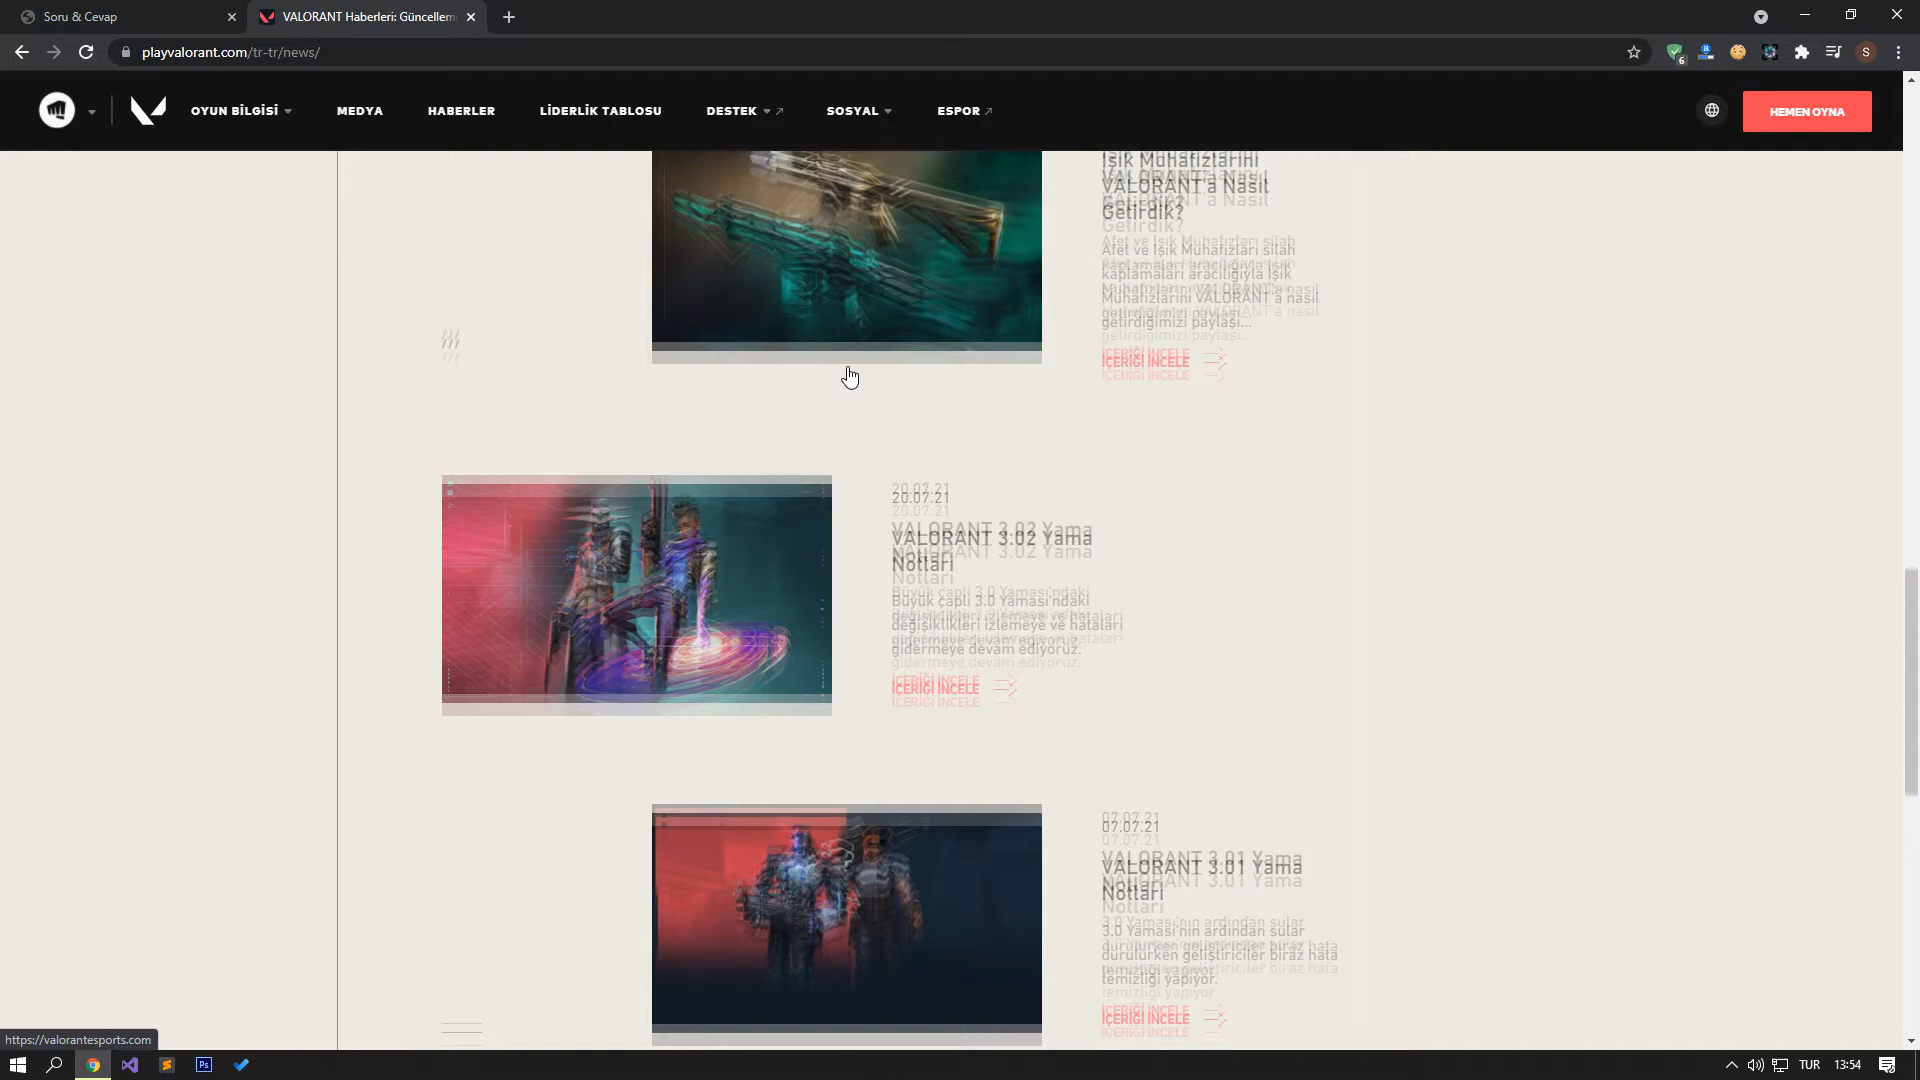 Soru & Cevap
VALORANT Haberleri: Güncellem
playvalorant.com/tr-tr/news/
6
S
OYUN BİLGİSİ
MEDYA
HABERLER
LİDERLİK TABLOSU
DESTEK
SOSYAL
ESPOR
HEMEN OYNA
Işık Muhafızlarını
VALORANT'a Nasıl
Getirdik?
Afet ve Işık Muhafızları silah
kaplamaları aracılığıyla Işık
Muhafızlarını VALORANT'a nasıl
getirdiğimizi paylaşı...
İÇERİĞİ İNCELE
20.07.21
VALORANT 3.02 Yama
Notları
Büyük çaplı 3.0 Yaması'ndaki
değişiklikleri izlemeye ve hataları
gidermeye devam ediyoruz.
İÇERİĞİ İNCELE
07.07.21
VALORANT 3.01 Yama
Notları
3.0 Yaması'nın ardından sular
durulurken geliştiriciler biraz hata
temizliği yapıyor.
İÇERİĞİ İNCELE
https://valorantesports.com
Ps
TUR
13:54